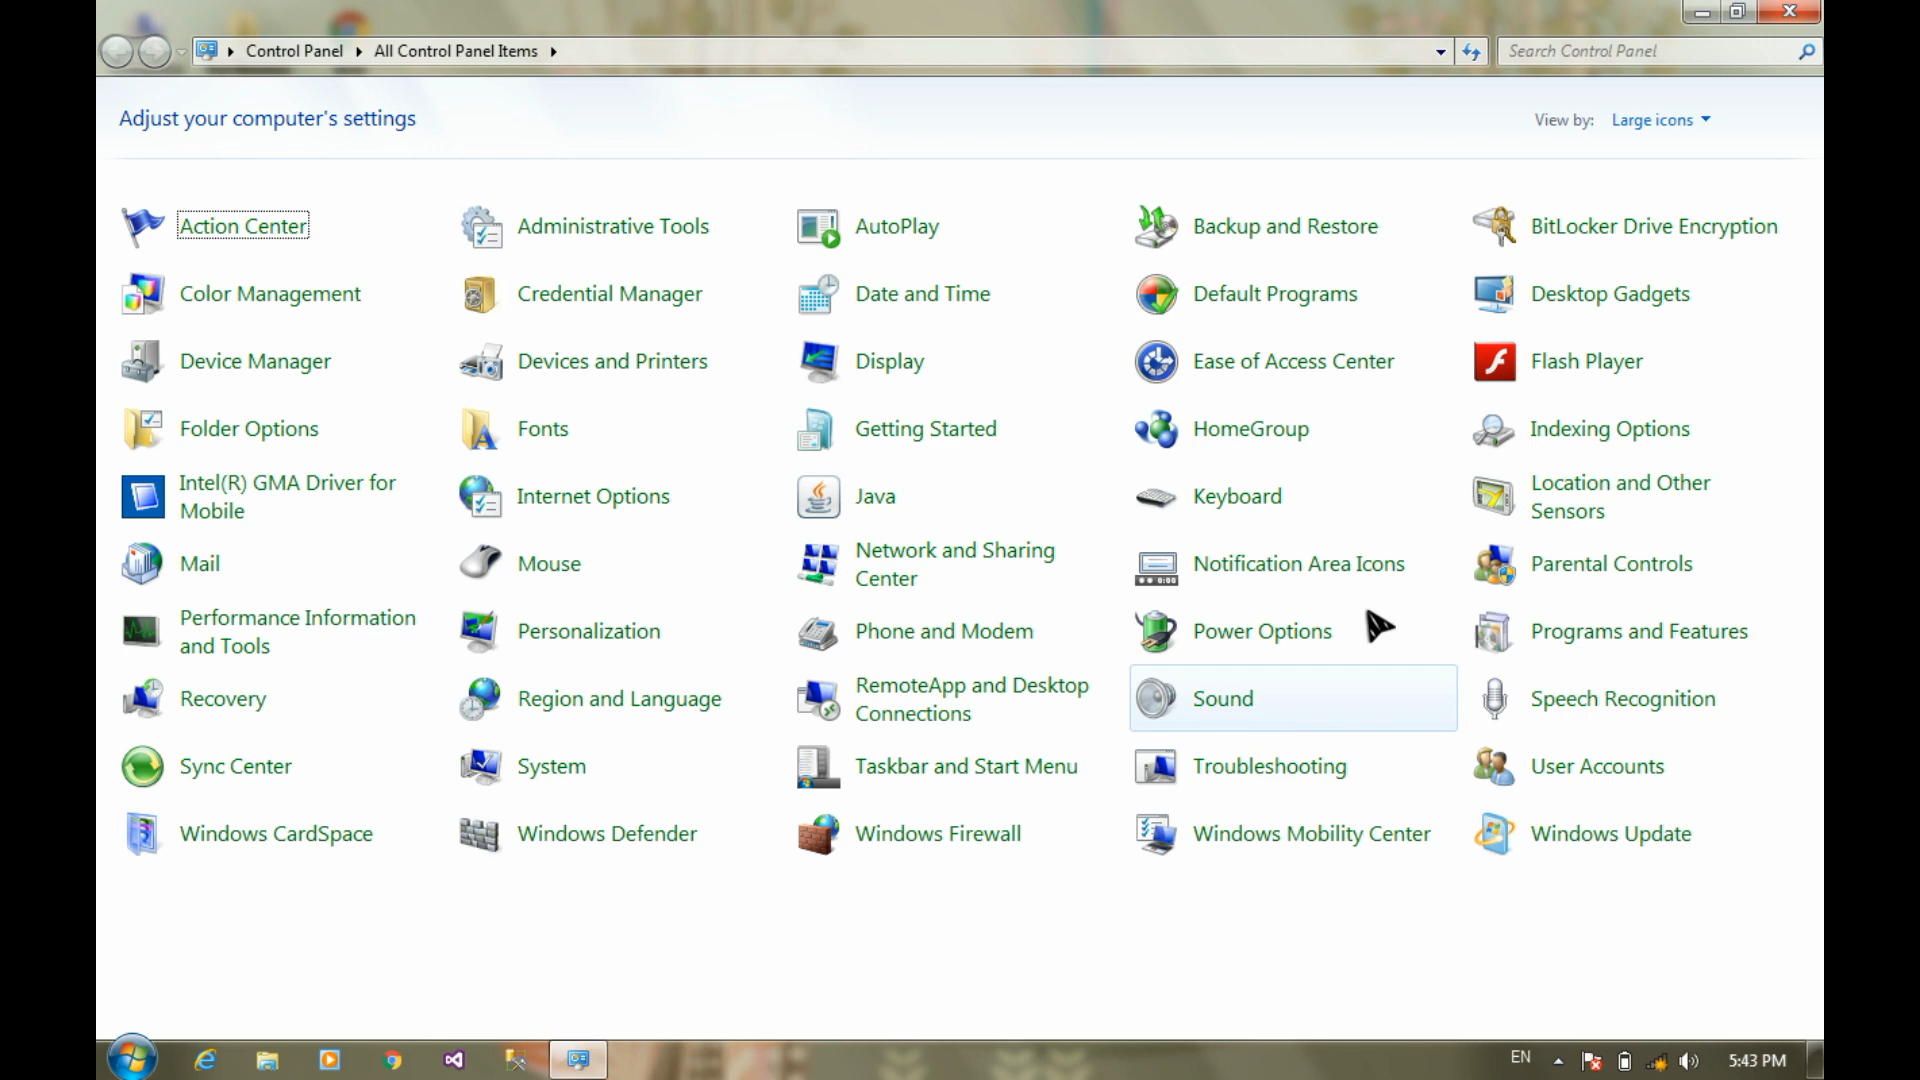 Control Panel
All Control Panel Items
Search Control Panel
Adjust your computer's settings
View by: Large icons
Action Center
Administrative Tools
AutoPlay
Backup and Restore
BitLocker Drive Encryption
Color Management
Credential Manager
Date and Time
Default Programs
Desktop Gadgets
Device Manager
Devices and Printers
Display
Ease of Access Center
Flash Player
Folder Options
Fonts
Getting Started
HomeGroup
Indexing Options
Intel(R) GMA Driver for
Mobile
Internet Options
Java
Keyboard
Location and Other
Sensors
Mail
Mouse
Network and Sharing
Center
Notification Area Icons
Parental Controls
Performance Information
and Tools
Personalization
Phone and Modem
Power Options
Programs and Features
Recovery
Region and Language
RemoteApp and Desktop
Connections
Sound
Speech Recognition
Sync Center
System
Taskbar and Start Menu
Troubleshooting
User Accounts
Windows CardSpace
Windows Defender
Windows Firewall
Windows Mobility Center
Windows Update
EN
5:43 PM